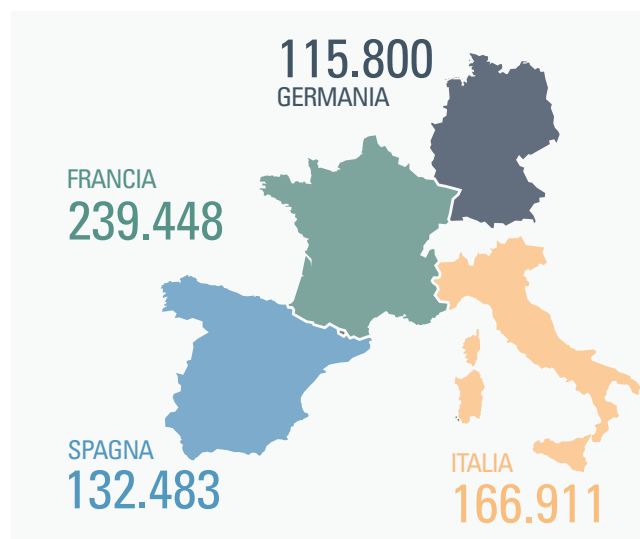 115.800
GERMANIA
FRANCIA
239.448
SPAGNA
132.483
ITALIA
166.911